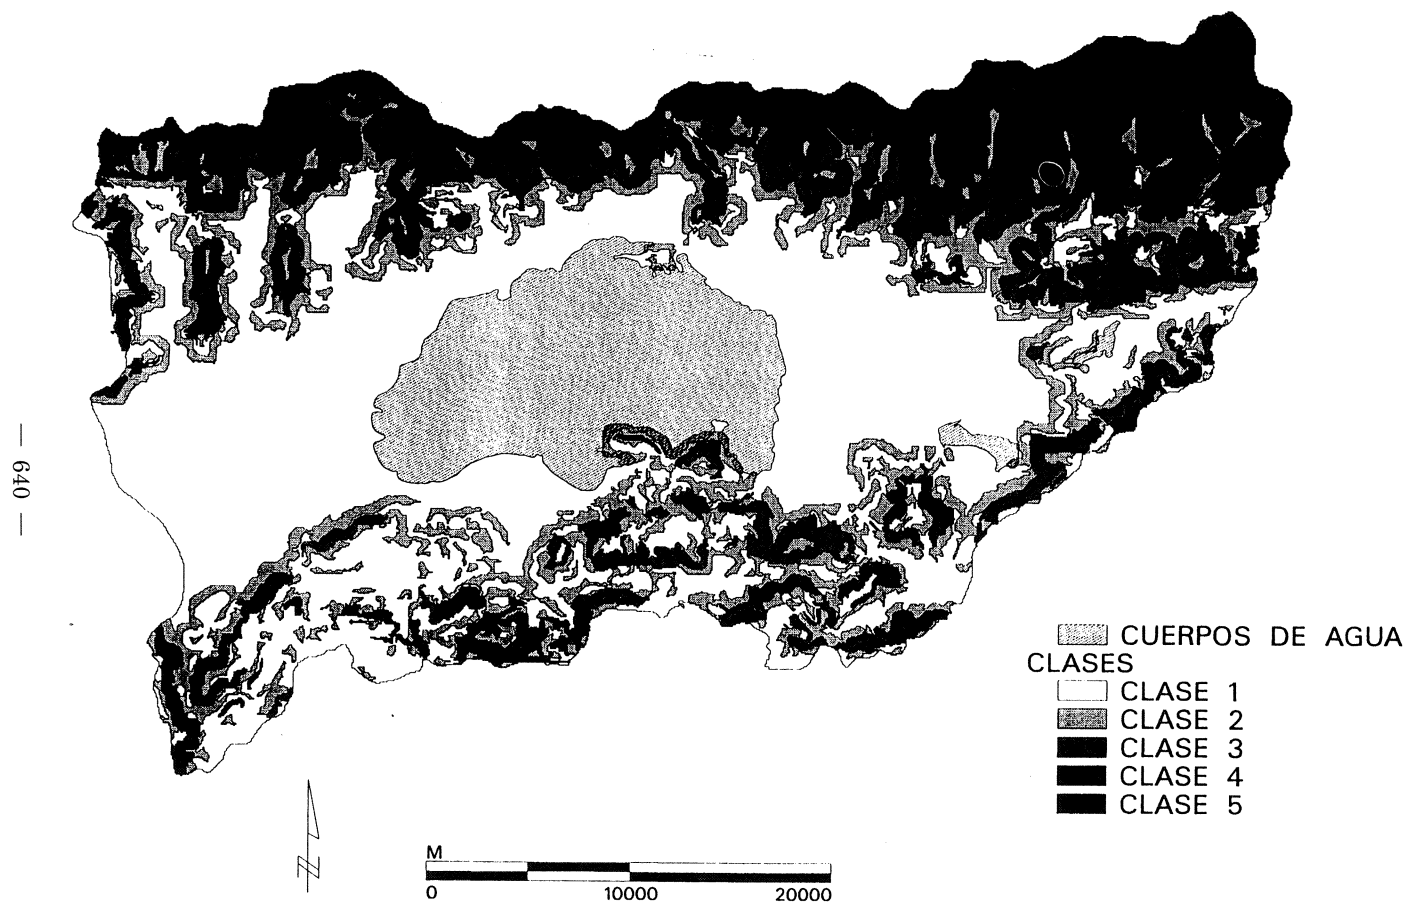 — 640 —
CUERPOS DE AGUA
CLASES
CLASE 1
CLASE 2
CLASE 3
CLASE 4
CLASE 5
N
M
0 10000 20000